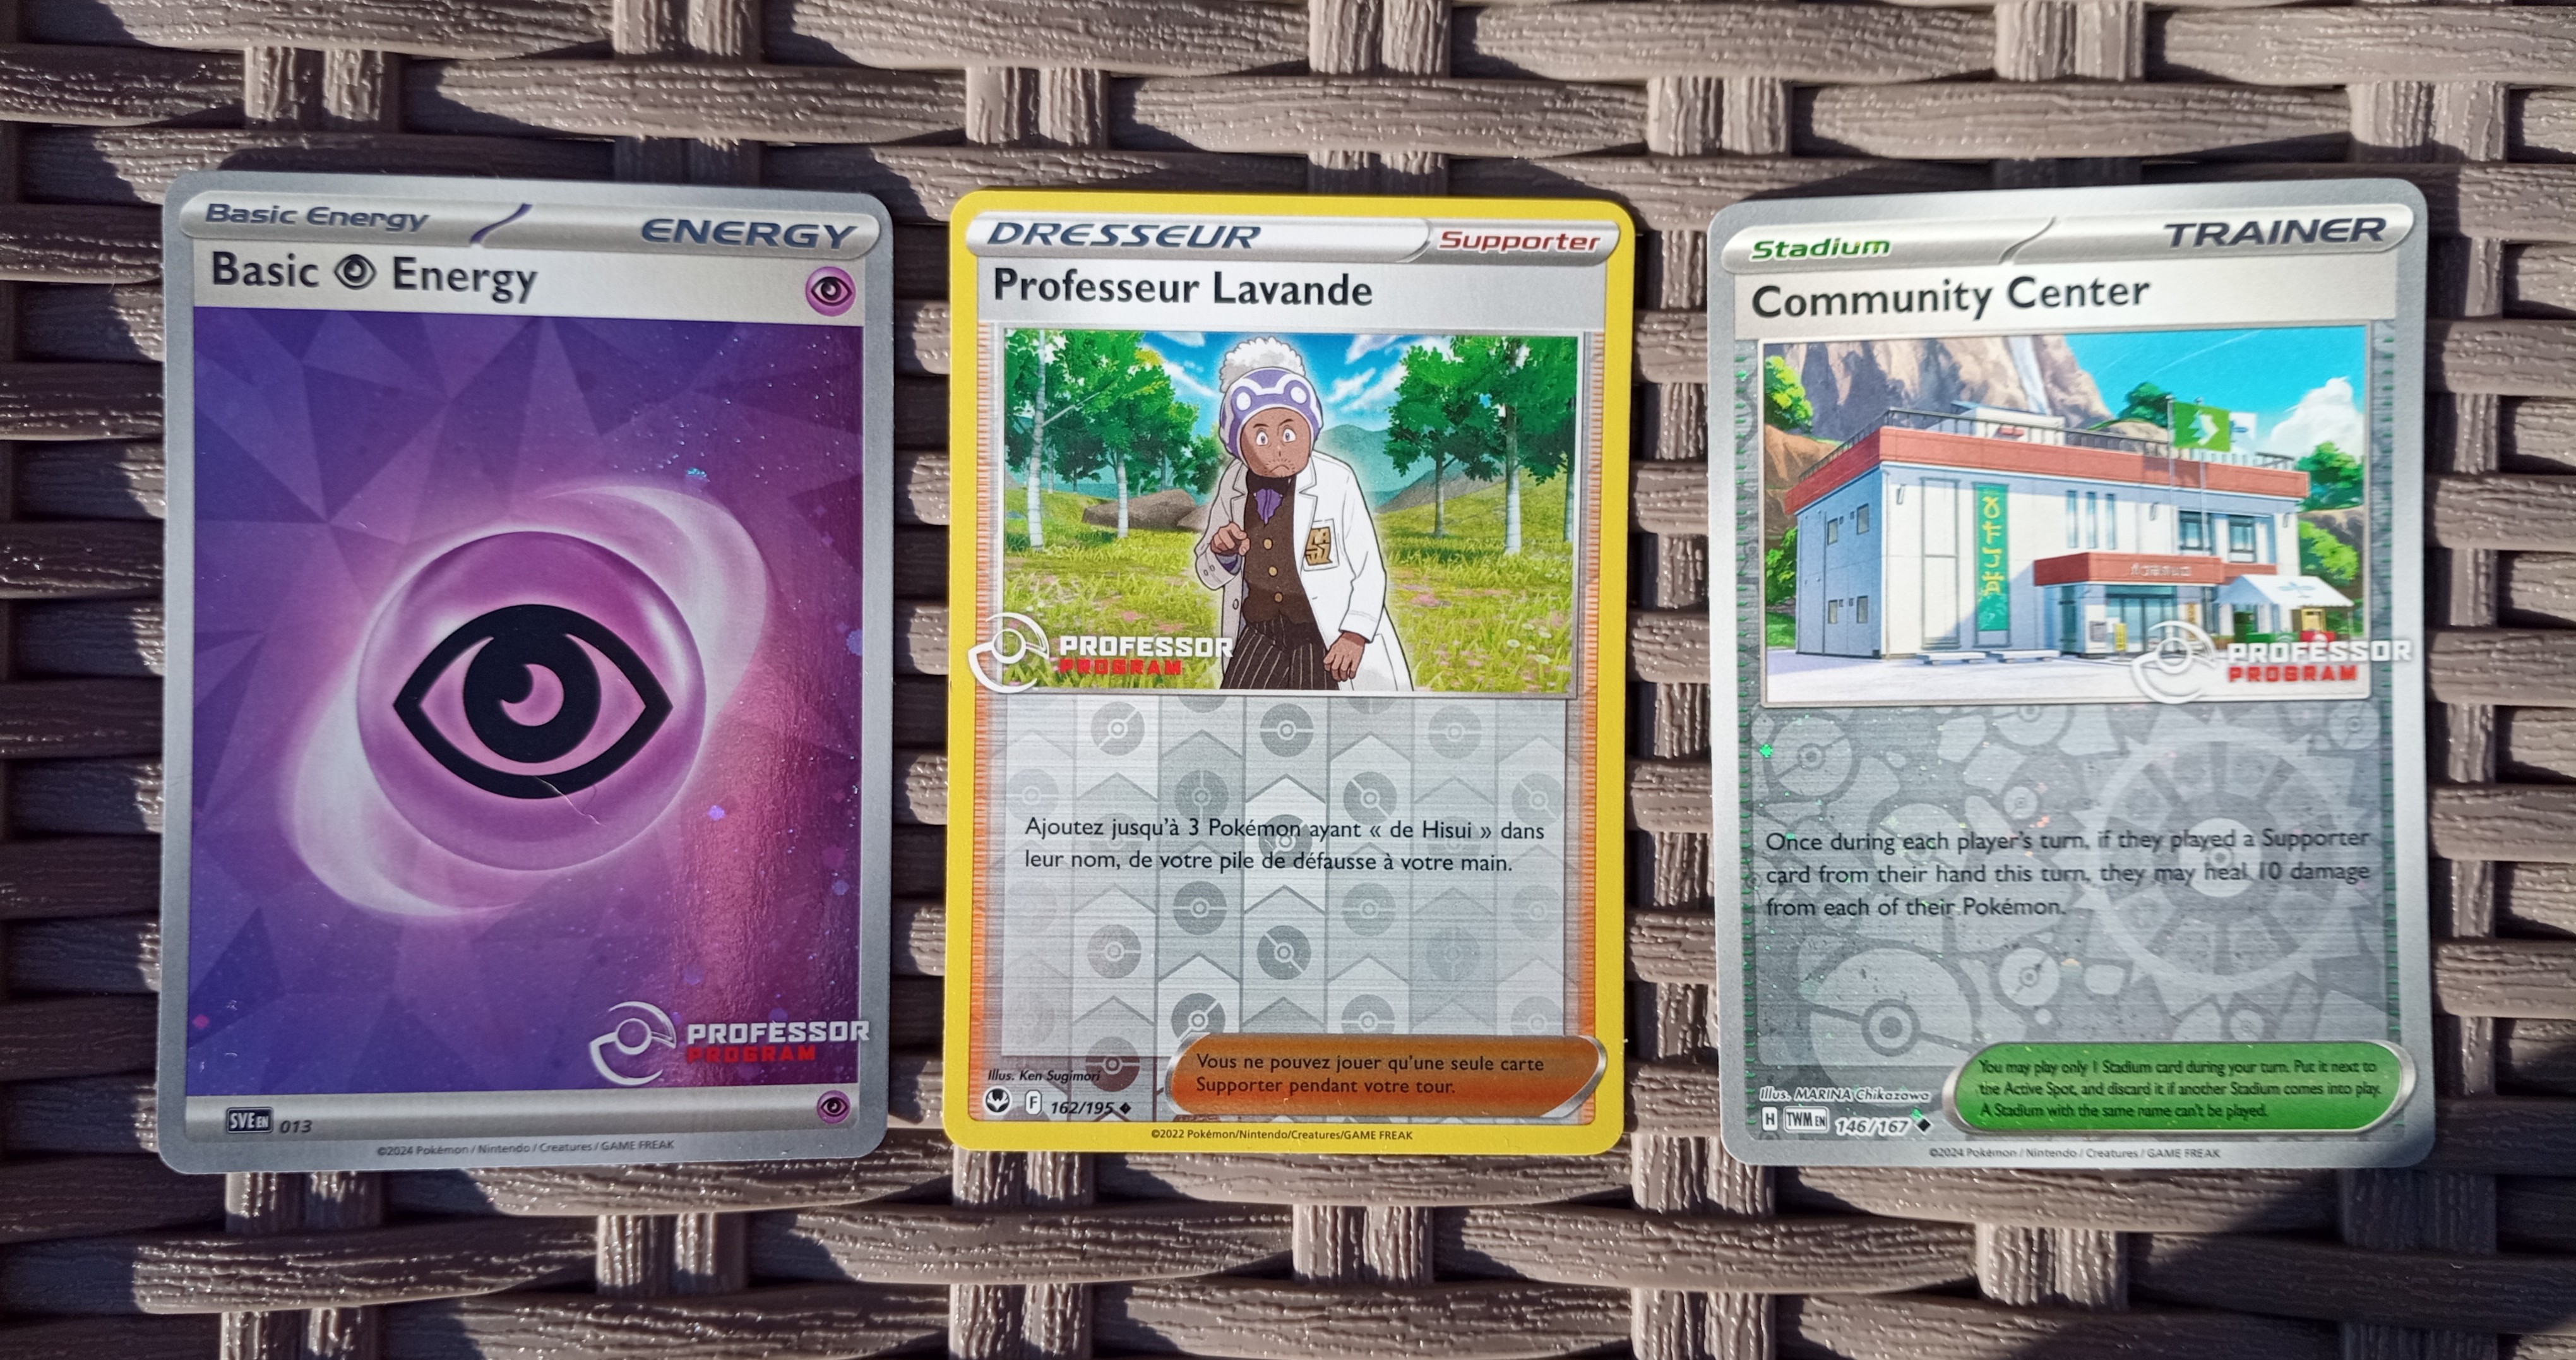 Basic Energy
ENERGY
Basic Energy
PROFESSOR
PROGRAM
SVE EN 013
©2024 Pokémon / Nintendo / Creatures / GAME FREAK
DRESSEUR
Supporter
Professeur Lavande
PROFESSOR
PROGRAM
Ajoutez jusqu'à 3 Pokémon ayant « de Hisui » dans
leur nom, de votre pile de défausse à votre main.
Vous ne pouvez jouer qu'une seule carte
Supporter pendant votre tour.
Illus. Ken Sugimori
F 162/195
©2022 Pokémon/Nintendo/Creatures/GAME FREAK
Stadium
TRAINER
Community Center
PROFESSOR
PROGRAM
Once during each player's turn, if they played a Supporter
card from their hand this turn, they may heal 10 damage
from each of their Pokémon.
You may play only 1 Stadium card during your turn. Put it next to
the Active Spot, and discard it if another Stadium comes into play.
A Stadium with the same name can't be played.
Illus. MARINA Chikazawa
H TWM EN 146/167
©2024 Pokémon / Nintendo / Creatures / GAME FREAK